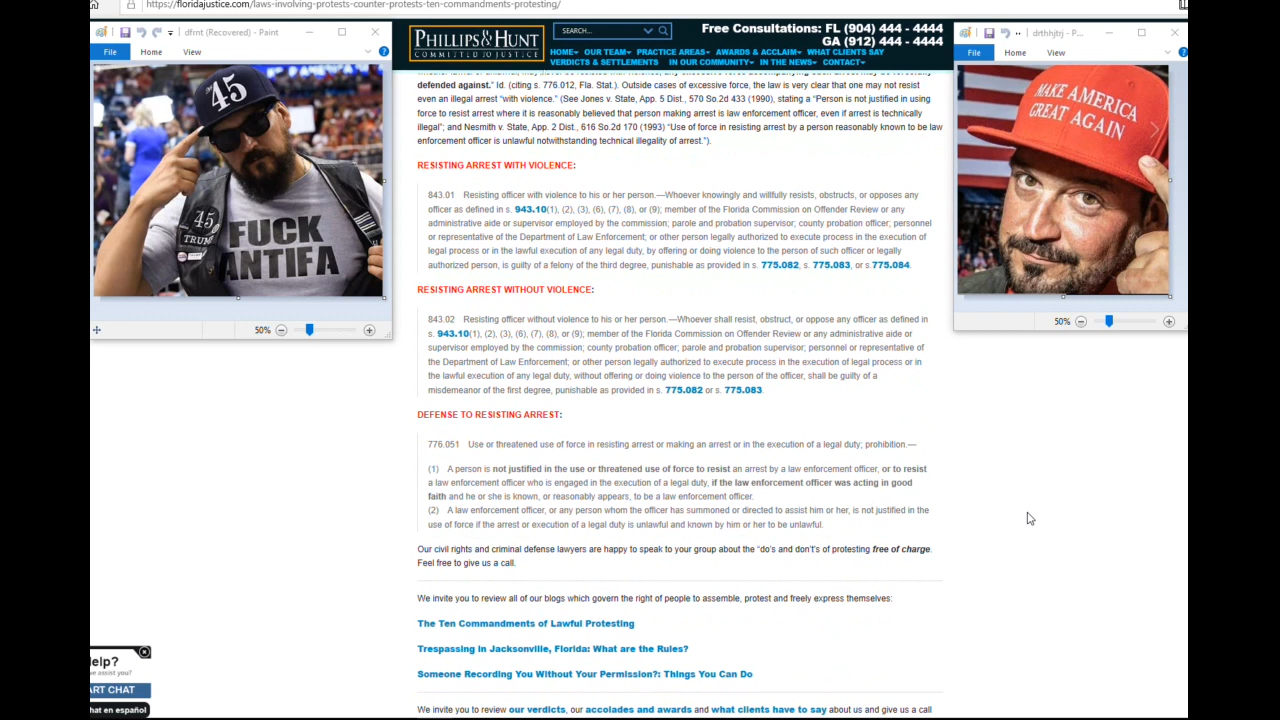 https://floridajustice.com/laws-involving-protests-counter-protests-ten-commandments-protesting/
dfrnt (Recovered) - Paint
File Home View
45
45
TRUMP
FUCK
ANTIFA
50%
PHILLIPS & HUNT
COMMITTED TO JUSTICE
SEARCH...
Free Consultations: FL (904) 444 - 4444
GA (912) 444 - 4444
HOME OUR TEAM PRACTICE AREAS AWARDS & ACCLAIM WHAT CLIENTS SAY
VERDICTS & SETTLEMENTS IN OUR COMMUNITY IN THE NEWS CONTACT
drthhjtrj - P...
File Home View
MAKE AMERICA
GREAT AGAIN
50%
defended against." Id. (citing s. 776.012, Fla. Stat.). Outside cases of excessive force, the law is very clear that one may not resist
even an illegal arrest "with violence." (See Jones v. State, App. 5 Dist., 570 So.2d 433 (1990), stating a "Person is not justified in using
force to resist arrest where it is reasonably believed that person making arrest is law enforcement officer, even if arrest is technically
illegal"; and Nesmith v. State, App. 2 Dist., 616 So.2d 170 (1993) "Use of force in resisting arrest by a person reasonably known to be law
enforcement officer is unlawful notwithstanding technical illegality of arrest.").
RESISTING ARREST WITH VIOLENCE:
843.01 Resisting officer with violence to his or her person.—Whoever knowingly and willfully resists, obstructs, or opposes any
officer as defined in s. 943.10(1), (2), (3), (6), (7), (8), or (9); member of the Florida Commission on Offender Review or any
administrative aide or supervisor employed by the commission; parole and probation supervisor; county probation officer; personnel
or representative of the Department of Law Enforcement; or other person legally authorized to execute process in the execution of
legal process or in the lawful execution of any legal duty, by offering or doing violence to the person of such officer or legally
authorized person, is guilty of a felony of the third degree, punishable as provided in s. 775.082, s. 775.083, or s.775.084.
RESISTING ARREST WITHOUT VIOLENCE:
843.02 Resisting officer without violence to his or her person.—Whoever shall resist, obstruct, or oppose any officer as defined in
s. 943.10(1), (2), (3), (6), (7), (8), or (9); member of the Florida Commission on Offender Review or any administrative aide or
supervisor employed by the commission; county probation officer; parole and probation supervisor; personnel or representative of
the Department of Law Enforcement; or other person legally authorized to execute process in the execution of legal process or in
the lawful execution of any legal duty, without offering or doing violence to the person of the officer, shall be guilty of a
misdemeanor of the first degree, punishable as provided in s. 775.082 or s. 775.083.
DEFENSE TO RESISTING ARREST:
776.051 Use or threatened use of force in resisting arrest or making an arrest or in the execution of a legal duty; prohibition.—
(1) A person is not justified in the use or threatened use of force to resist an arrest by a law enforcement officer, or to resist
a law enforcement officer who is engaged in the execution of a legal duty, if the law enforcement officer was acting in good
faith and he or she is known, or reasonably appears, to be a law enforcement officer.
(2) A law enforcement officer, or any person whom the officer has summoned or directed to assist him or her, is not justified in the
use of force if the arrest or execution of a legal duty is unlawful and known by him or her to be unlawful.
Our civil rights and criminal defense lawyers are happy to speak to your group about the "do's and don't's of protesting free of charge.
Feel free to give us a call.
We invite you to review all of our blogs which govern the right of people to assemble, protest and freely express themselves:
The Ten Commandments of Lawful Protesting
Trespassing in Jacksonville, Florida: What are the Rules?
Someone Recording You Without Your Permission?: Things You Can Do
We invite you to review our verdicts, our accolades and awards and what clients have to say about us and give us a call
elp?
we assist you?
ART CHAT
hat en español